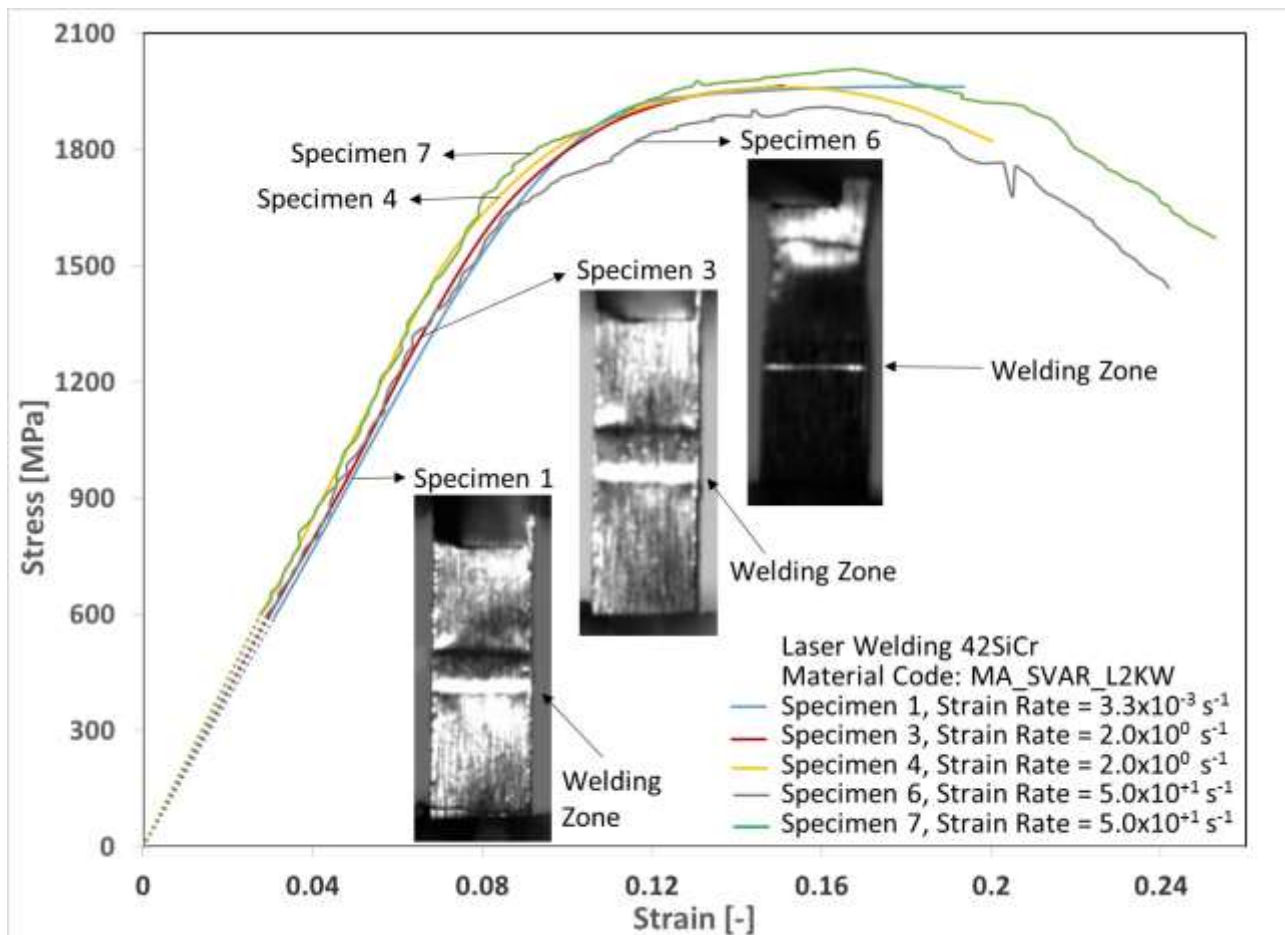 2100
1800
1500
1200
900
600
300
0
Stress [MPa]
0 0.04 0.08 0.12 0.16 0.2 0.24
Strain [-]
Specimen 7
Specimen 4
Specimen 6
Specimen 3
Specimen 1
Welding Zone
Welding Zone
Welding
Zone
Laser Welding 42SiCr
Material Code: MA_SVAR_L2KW
Specimen 1, Strain Rate = 3.3x10⁻³ s⁻¹
Specimen 3, Strain Rate = 2.0x10⁰ s⁻¹
Specimen 4, Strain Rate = 2.0x10⁰ s⁻¹
Specimen 6, Strain Rate = 5.0x10⁺¹ s⁻¹
Specimen 7, Strain Rate = 5.0x10⁺¹ s⁻¹